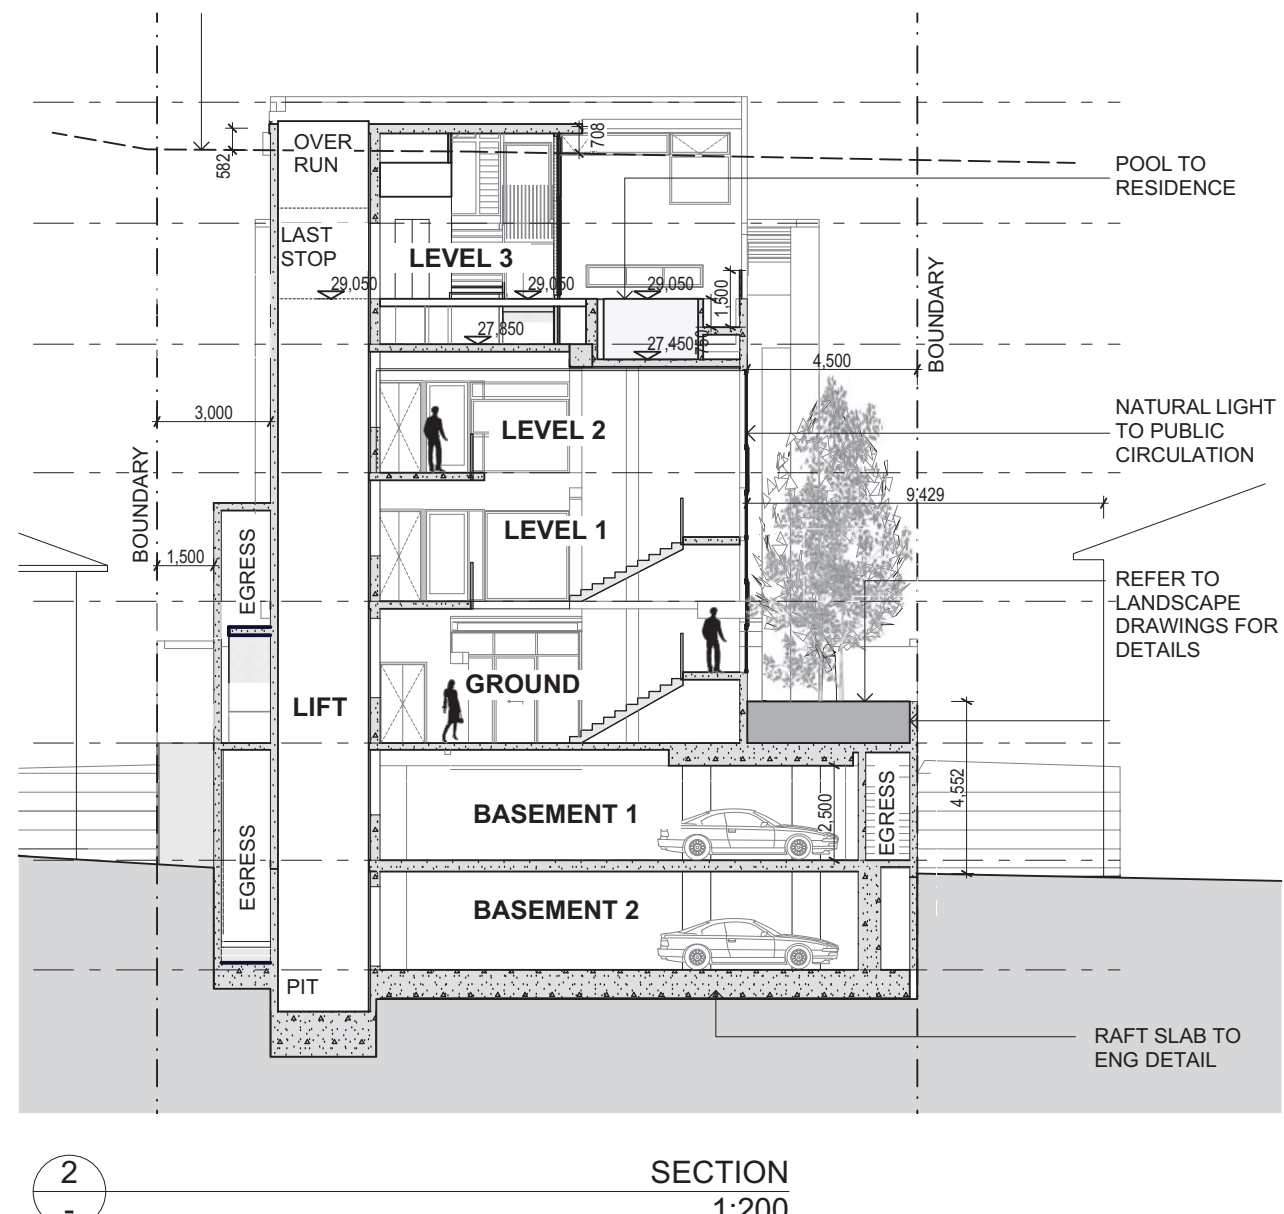 582
OVER
RUN
708
POOL TO
RESIDENCE
LAST
STOP
LEVEL 3
29,050
29,050
29,050
1,500
27,850
27,450
750
4,500
BOUNDARY
3,000
LEVEL 2
NATURAL LIGHT
TO PUBLIC
CIRCULATION
BOUNDARY
9,429
1,500
EGRESS
LEVEL 1
REFER TO
LANDSCAPE
DRAWINGS FOR
DETAILS
LIFT
GROUND
EGRESS
BASEMENT 1
2,500
EGRESS
4,552
BASEMENT 2
PIT
RAFT SLAB TO
ENG DETAIL
2
-
SECTION
1:200